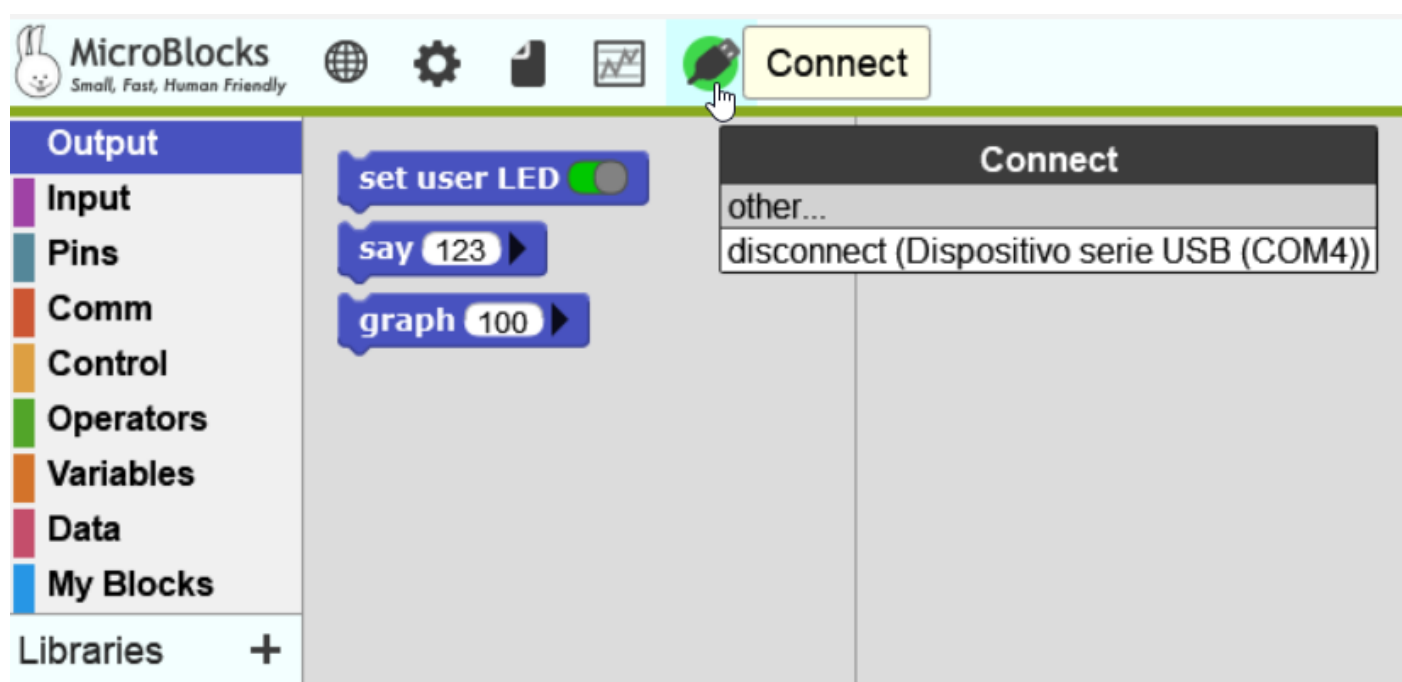 MicroBlocks
Small, Fast, Human Friendly
Connect
Output
Input
Pins
Comm
Control
Operators
Variables
Data
My Blocks
Libraries +
set user LED
say 123
graph 100
Connect
other...
disconnect (Dispositivo serie USB (COM4))